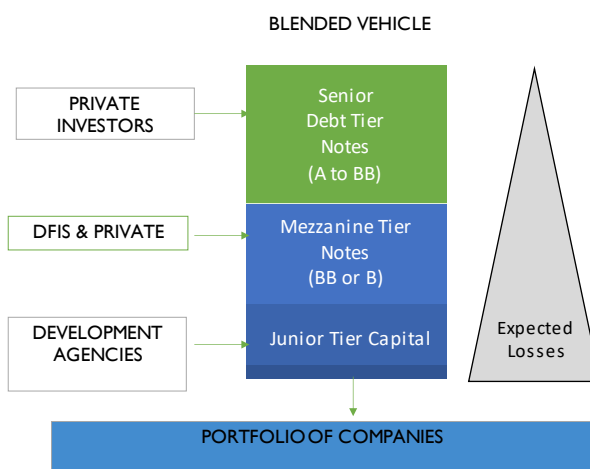 BLENDED VEHICLE
PRIVATE
INVESTORS
Senior
Debt Tier
Notes
(A to BB)
DFIS & PRIVATE
Mezzanine Tier
Notes
(BB or B)
DEVELOPMENT
AGENCIES
Junior Tier Capital
Expected
Losses
PORTFOLIO OF COMPANIES